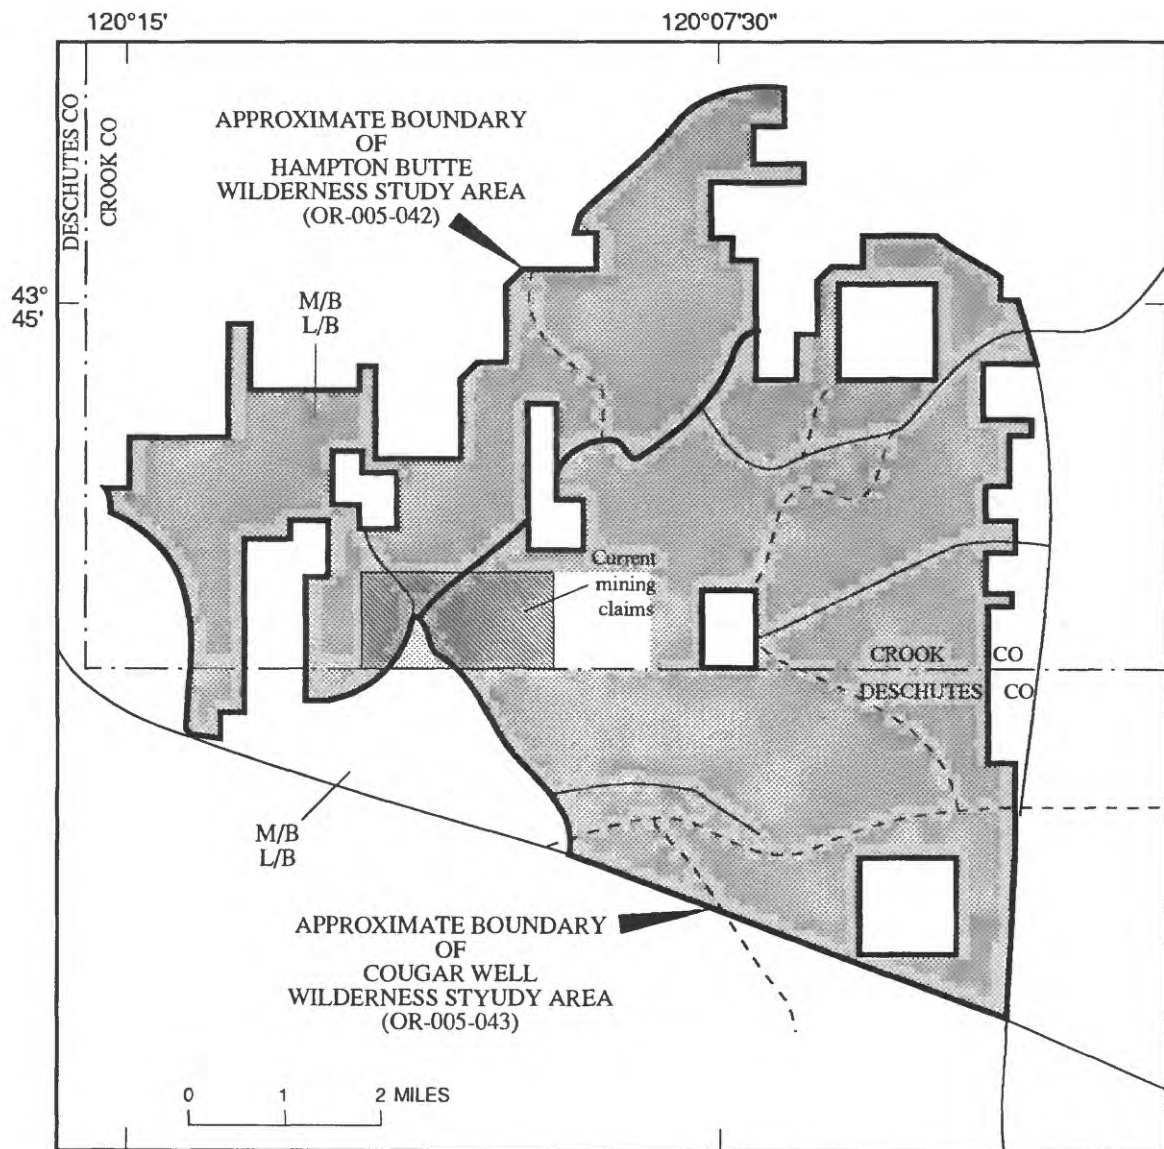 120°15'
120°07'30"
DESCHUTES CO
CROOK CO
APPROXIMATE BOUNDARY
OF
HAMPTON BUTTE
WILDERNESS STUDY AREA
(OR-005-042)
43°
45'
M/B
L/B
Current
mining
claims
CROOK CO
DESCHUTES CO
M/B
L/B
APPROXIMATE BOUNDARY
OF
COUGAR WELL
WILDERNESS STYUDY AREA
(OR-005-043)
0 1 2 MILES